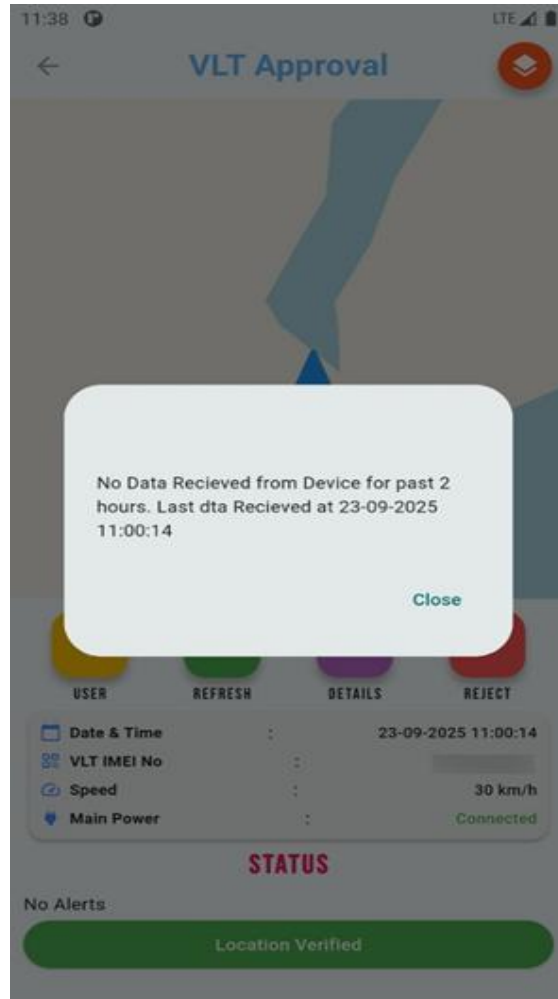 11:38 LTE
VLT Approval
No Data Recieved from Device for past 2
hours. Last dta Recieved at 23-09-2025
11:00:14
Close
USER REFRESH DETAILS REJECT
Date & Time : 23-09-2025 11:00:14
VLT IMEI No :
Speed : 30 km/h
Main Power : Connected
STATUS
No Alerts
Location Verified